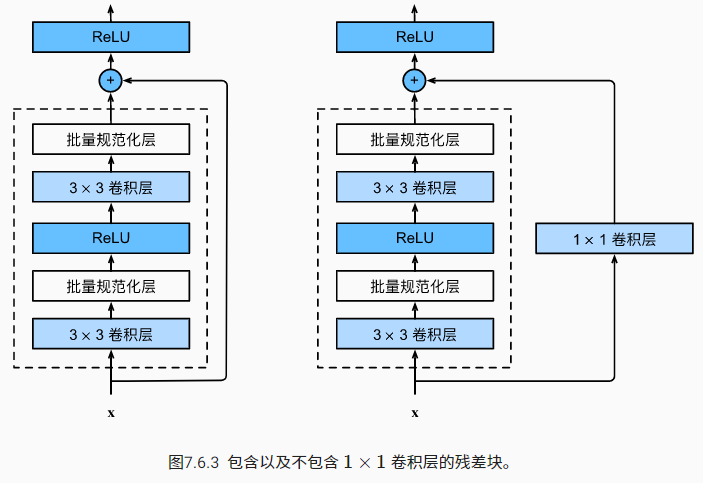 ReLU
+
批量规范化层
3 × 3 卷积层
ReLU
批量规范化层
3 × 3 卷积层
x
ReLU
+
批量规范化层
3 × 3 卷积层
ReLU
批量规范化层
3 × 3 卷积层
1 × 1 卷积层
x
图7.6.3 包含以及不包含 1 × 1 卷积层的残差块。